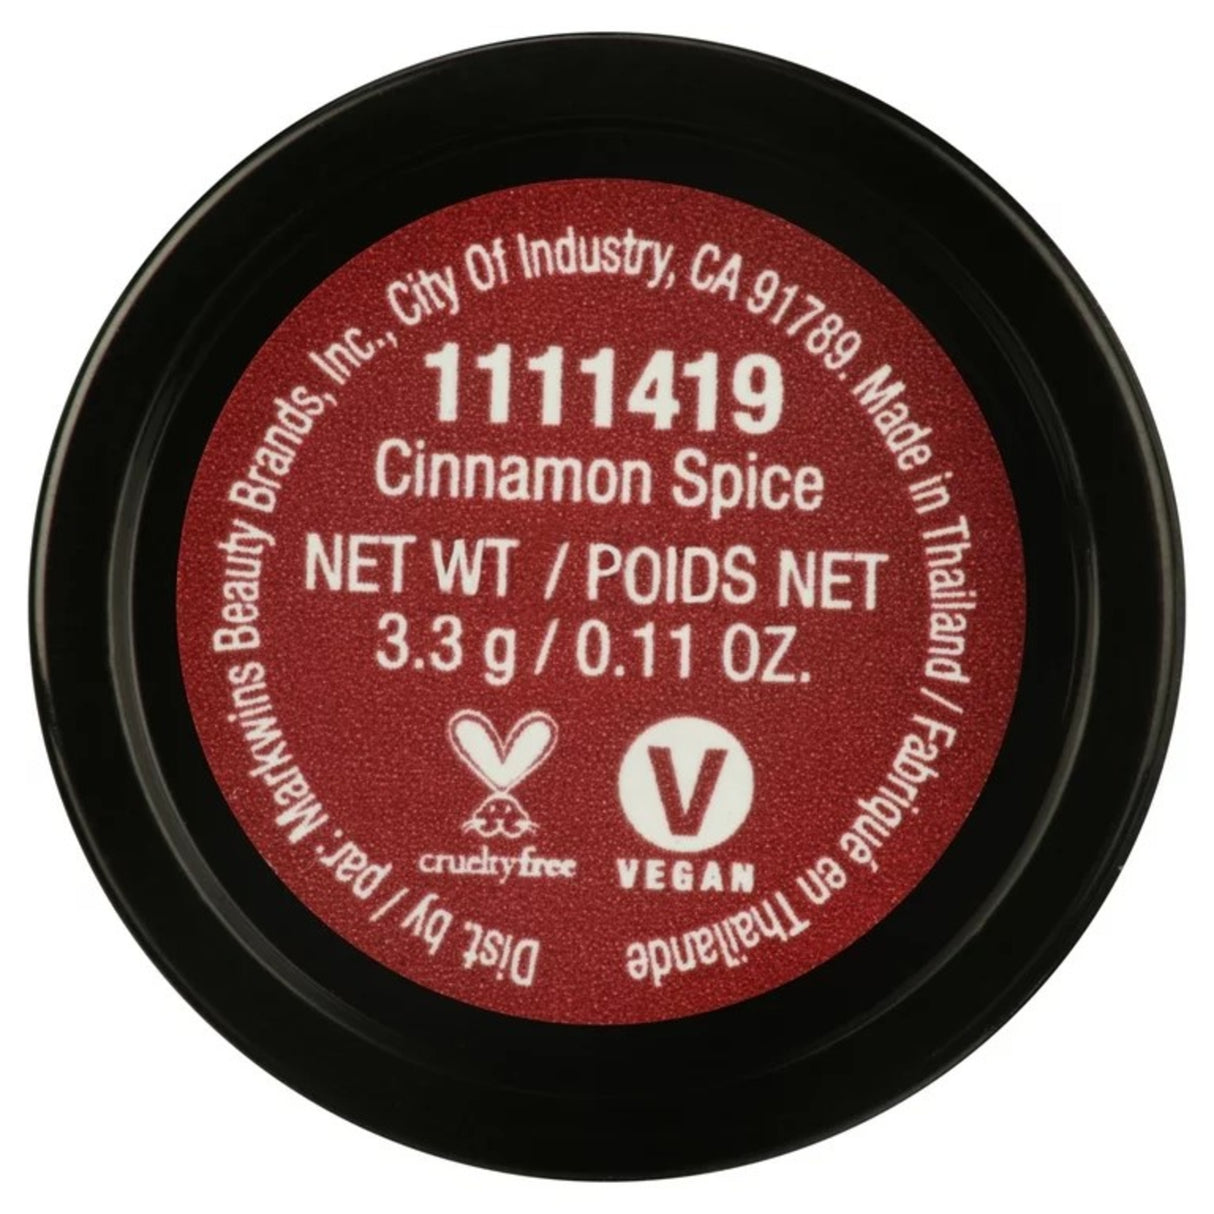 Dist. by / par: Markwins Beauty Brands, Inc., City Of Industry, CA 91789. Made in Thailand / Fabriqué en Thaïlande
1111419
Cinnamon Spice
NET WT / POIDS NET
3.3 g / 0.11 OZ.
crueltyfree
V
VEGAN